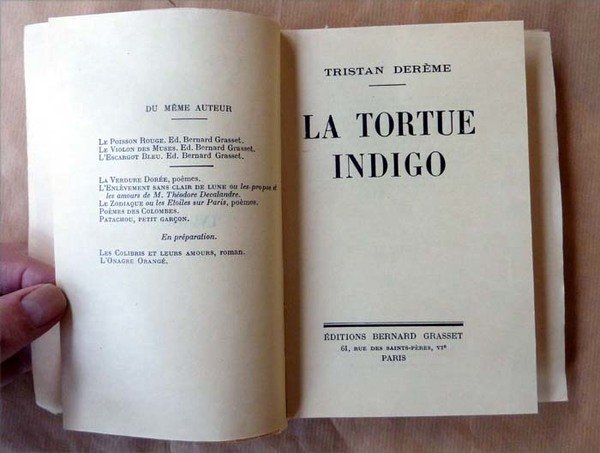 DU MÊME AUTEUR
LE POISSON ROUGE. Ed. Bernard Grasset.
LE VIOLON DES MUSES. Ed. Bernard Grasset.
L'ESCARGOT BLEU. Ed. Bernard Grasset.
LA VERDURE DORÉE, poèmes.
L'ENLÈVEMENT SANS CLAIR DE LUNE ou les propos et
les amours de M. Théodore Decalandre.
LE ZODIAQUE ou les Etoiles sur Paris, poèmes.
POÈMES DES COLOMBES.
PATACHOU, PETIT GARÇON.
En préparation.
LES COLIBRIS ET LEURS AMOURS, roman.
L'ONAGRE ORANGÉ.
TRISTAN DERÈME
LA TORTUE
INDIGO
ÉDITIONS BERNARD GRASSET
61, RUE DES SAINTS-PÈRES, VIe
PARIS